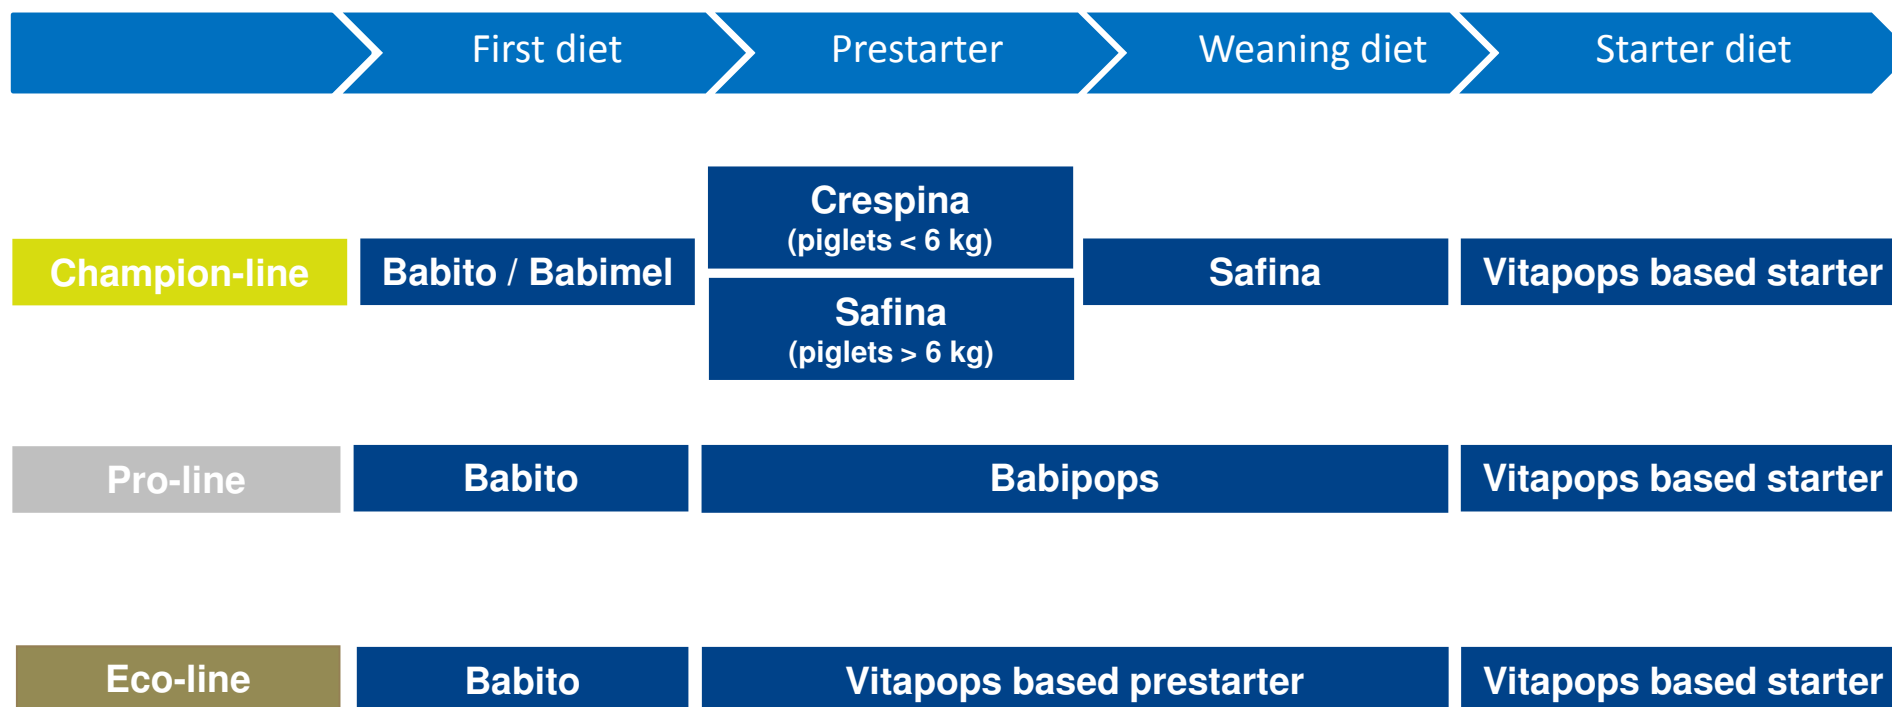 First diet
Prestarter
Weaning diet
Starter diet
Champion-line
Babito / Babimel
Crespina
(piglets < 6 kg)
Safina
(piglets > 6 kg)
Safina
Vitapops based starter
Pro-line
Babito
Babipops
Vitapops based starter
Eco-line
Babito
Vitapops based prestarter
Vitapops based starter